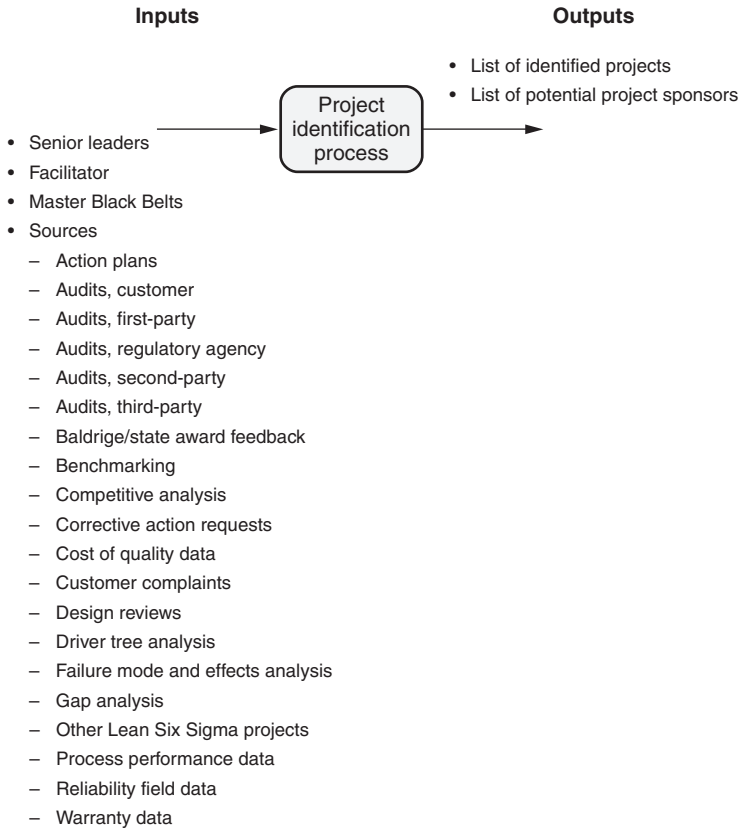 Inputs
Outputs
• List of identified projects
• List of potential project sponsors
Project
identification
process
• Senior leaders
• Facilitator
• Master Black Belts
• Sources
– Action plans
– Audits, customer
– Audits, first-party
– Audits, regulatory agency
– Audits, second-party
– Audits, third-party
– Baldrige/state award feedback
– Benchmarking
– Competitive analysis
– Corrective action requests
– Cost of quality data
– Customer complaints
– Design reviews
– Driver tree analysis
– Failure mode and effects analysis
– Gap analysis
– Other Lean Six Sigma projects
– Process performance data
– Reliability field data
– Warranty data